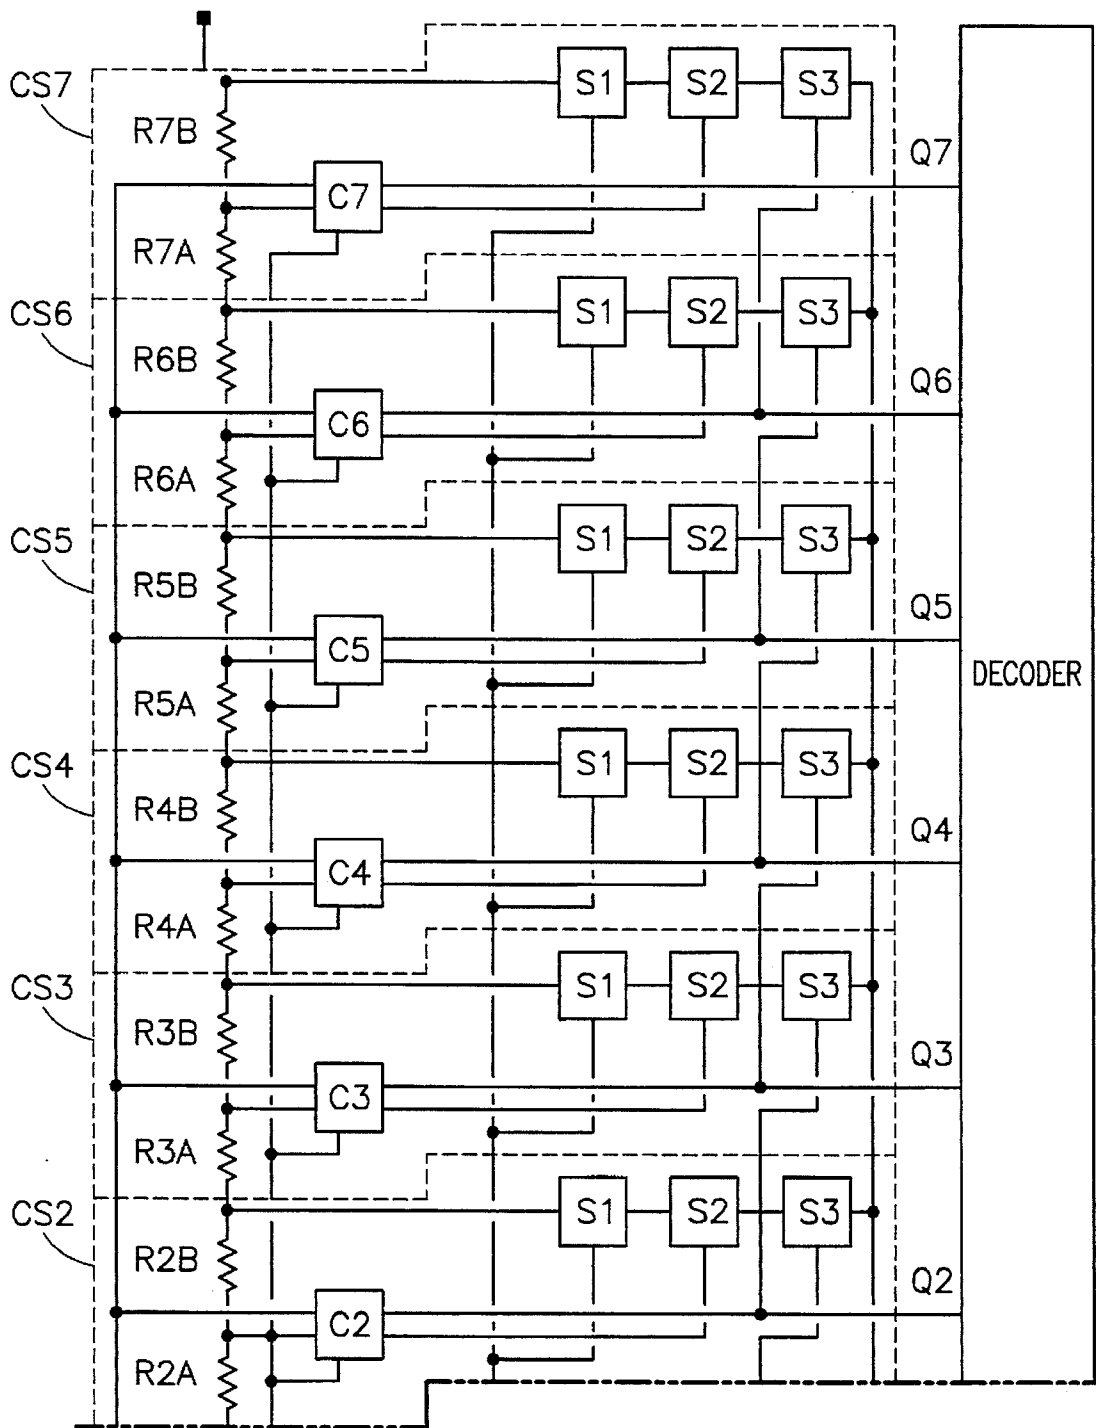 CS7
S1 S2 S3
R7B
Q7
C7
R7A
CS6
S1 S2 S3
R6B
Q6
C6
R6A
CS5
S1 S2 S3
R5B
Q5
C5
R5A
DECODER
CS4
S1 S2 S3
R4B
Q4
C4
R4A
CS3
S1 S2 S3
R3B
Q3
C3
R3A
CS2
S1 S2 S3
R2B
Q2
C2
R2A